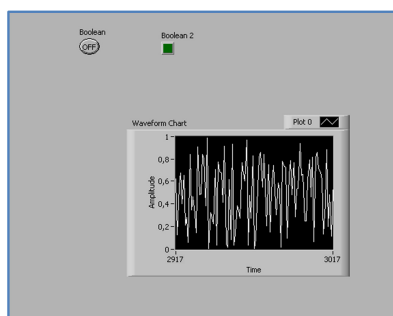 Boolean
Boolean 2
OFF
Waveform Chart
Plot 0
1
0,8
0,6
0,4
0,2
0
Amplitude
2917
3017
Time